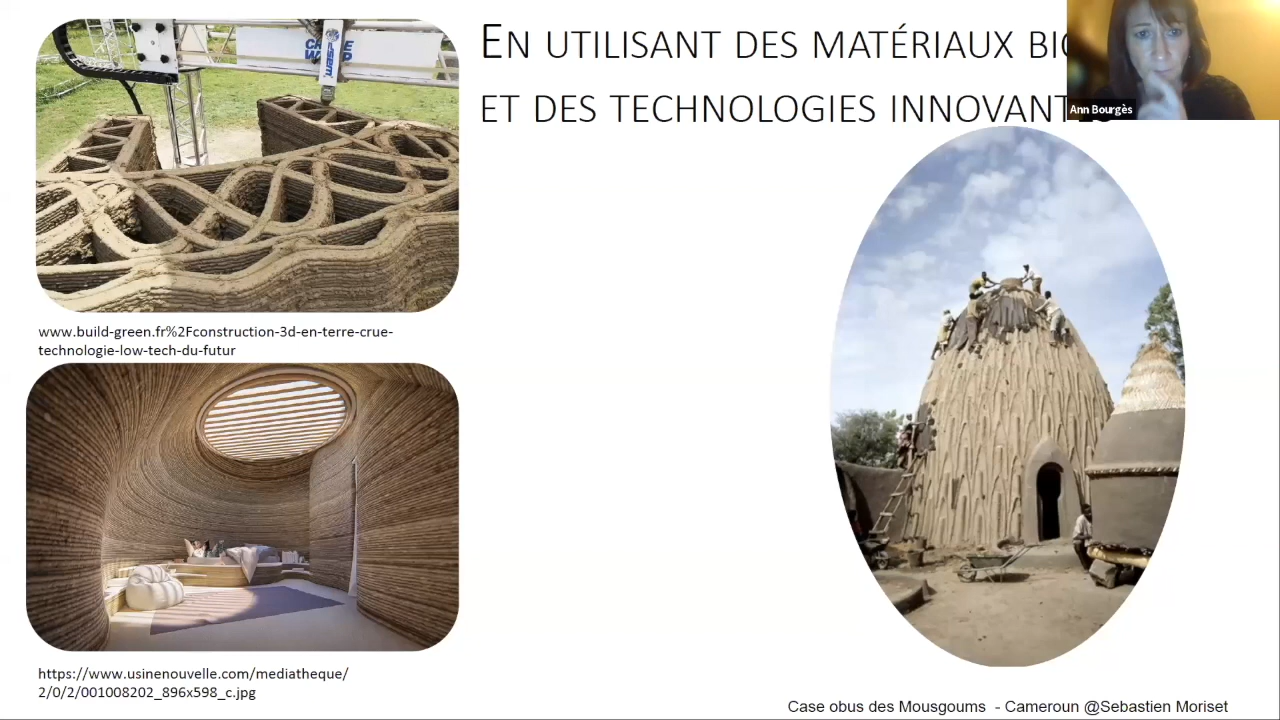 EN UTILISANT DES MATÉRIAUX
ET DES TECHNOLOGIES
Ann Bourgès
WASP
www.build-green.fr%2Fconstruction-3d-en-terre-crue-
technologie-low-tech-du-futur
https://www.usinenouvelle.com/mediatheque/
2/0/2/001008202_896x598_c.jpg
Case obus des Mousgoums - Cameroun @Sebastien Moriset